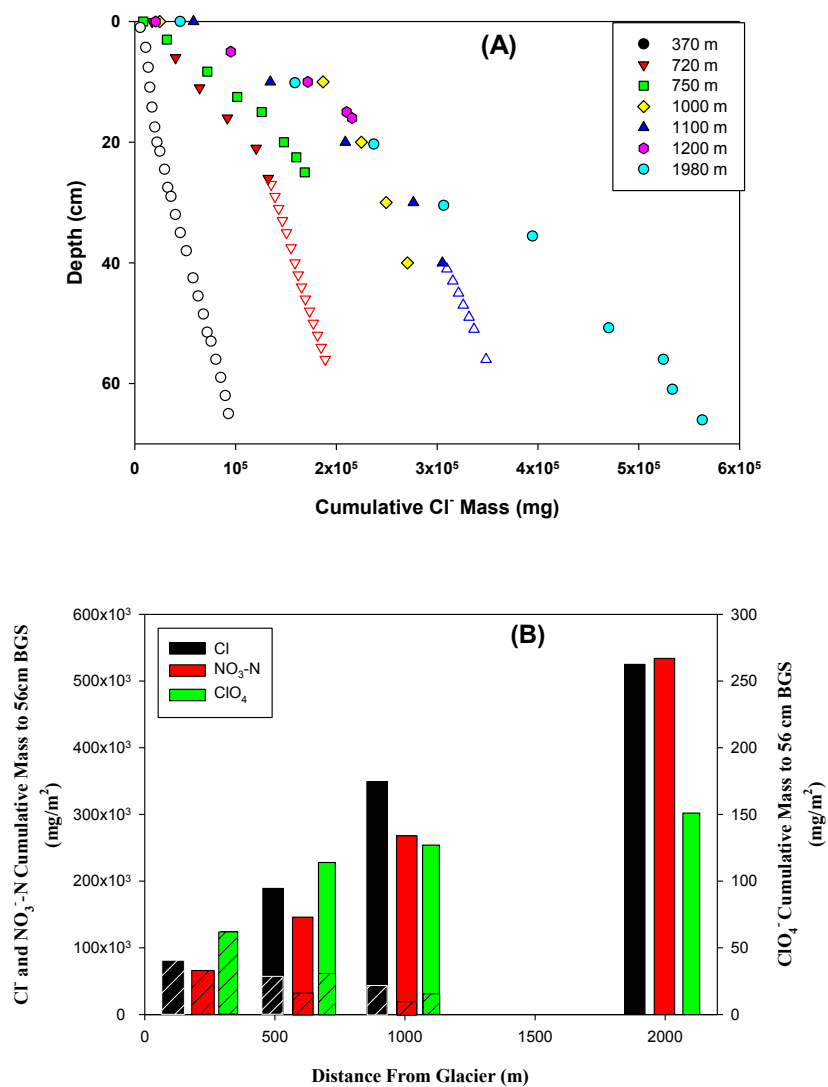 (A)
0
20
40
60
Depth (cm)
370 m
720 m
750 m
1000 m
1100 m
1200 m
1980 m
0 10⁵ 2x10⁵ 3x10⁵ 4x10⁵ 5x10⁵ 6x10⁵
Cumulative Cl⁻ Mass (mg)
(B)
Cl
NO₃-N
ClO₄
600x10³
500x10³
400x10³
300x10³
200x10³
100x10³
0
Cl⁻ and NO₃⁻-N Cumulative Mass to 56cm BGS
(mg/m²)
300
250
200
150
100
50
0
ClO₄⁻ Cumulative Mass to 56 cm BGS
(mg/m²)
0 500 1000 1500 2000
Distance From Glacier (m)